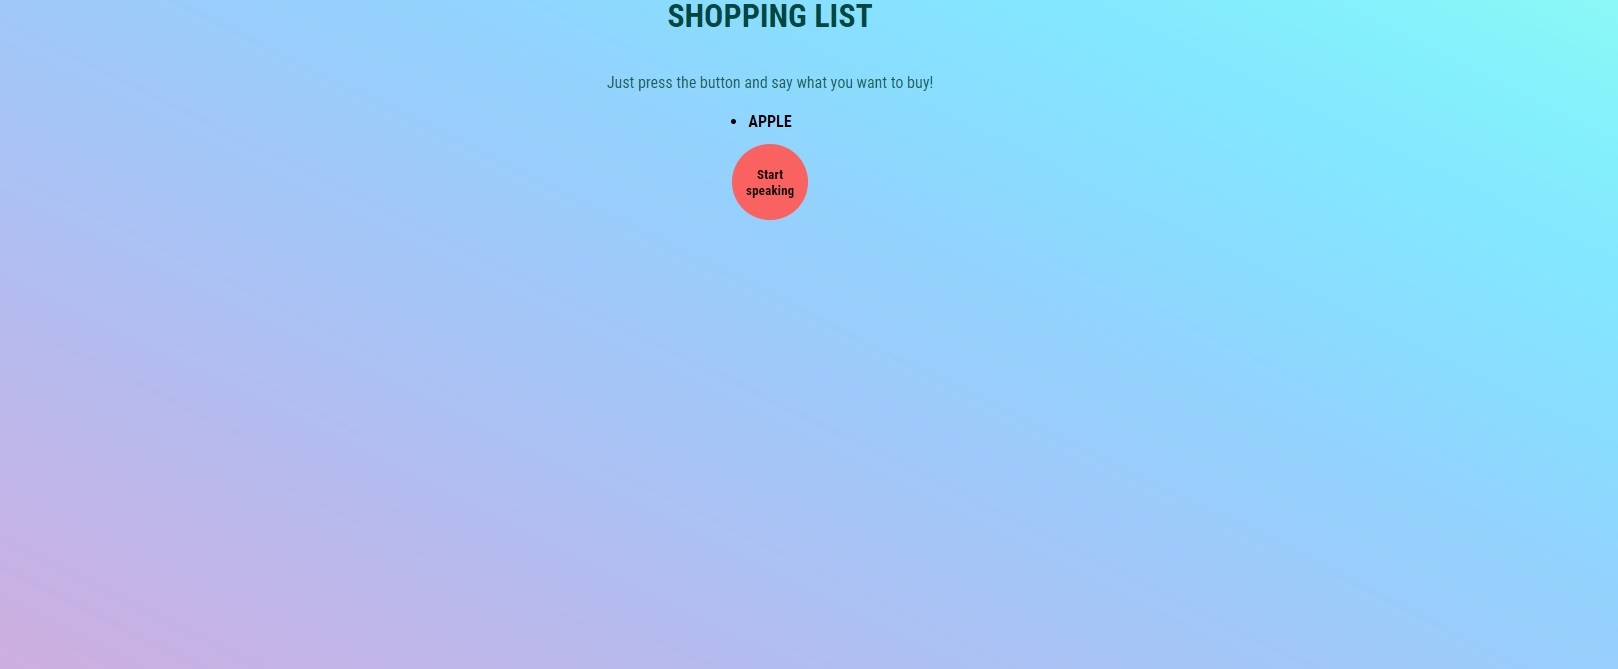 SHOPPING LIST
Just press the button and say what you want to buy!
• APPLE
Start
speaking